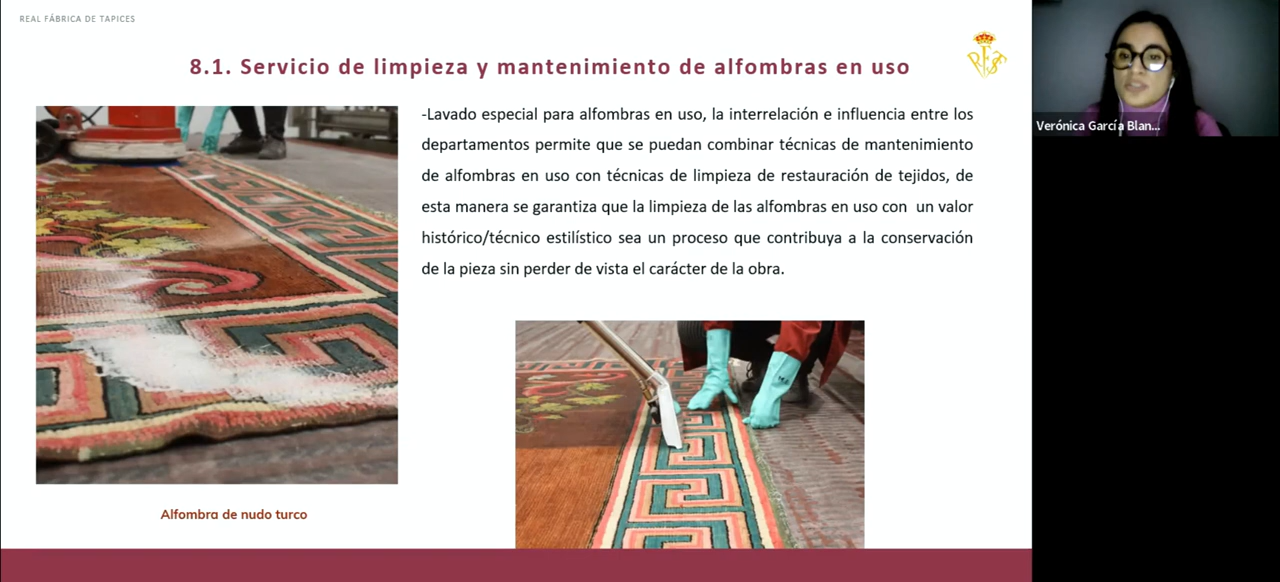 REAL FÁBRICA DE TAPICES
8.1. Servicio de limpieza y mantenimiento de alfombras en uso
-Lavado especial para alfombras en uso, la interrelación e influencia entre los
departamentos permite que se puedan combinar técnicas de mantenimiento
de alfombras en uso con técnicas de limpieza de restauración de tejidos, de
esta manera se garantiza que la limpieza de las alfombras en uso con un valor
histórico/técnico estilístico sea un proceso que contribuya a la conservación
de la pieza sin perder de vista el carácter de la obra.
Alfombra de nudo turco
Verónica García Blan...